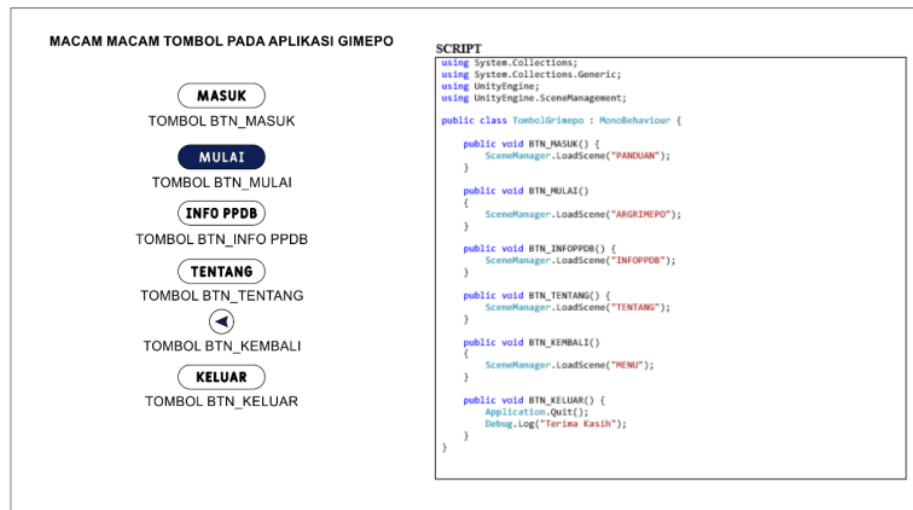 MACAM MACAM TOMBOL PADA APLIKASI GIMEPO
MASUK
TOMBOL BTN_MASUK
MULAI
TOMBOL BTN_MULAI
INFO PPDB
TOMBOL BTN_INFO PPDB
TENTANG
TOMBOL BTN_TENTANG
TOMBOL BTN_KEMBALI
KELUAR
TOMBOL BTN_KELUAR
SCRIPT
using System.Collections;
using System.Collections.Generic;
using UnityEngine;
using UnityEngine.SceneManagement;
public class TombolGrimepo : MonoBehaviour {
public void BTN_MASUK() {
SceneManager.LoadScene("PANDUAN");
}
public void BTN_MULAI()
{
SceneManager.LoadScene("ARGRIMEPO");
}
public void BTN_INFOPPDB() {
SceneManager.LoadScene("INFOPPDB");
}
public void BTN_TENTANG() {
SceneManager.LoadScene("TENTANG");
}
public void BTN_KEMBALI()
{
SceneManager.LoadScene("MENU");
}
public void BTN_KELUAR() {
Application.Quit();
Debug.Log("Terima Kasih");
}
}